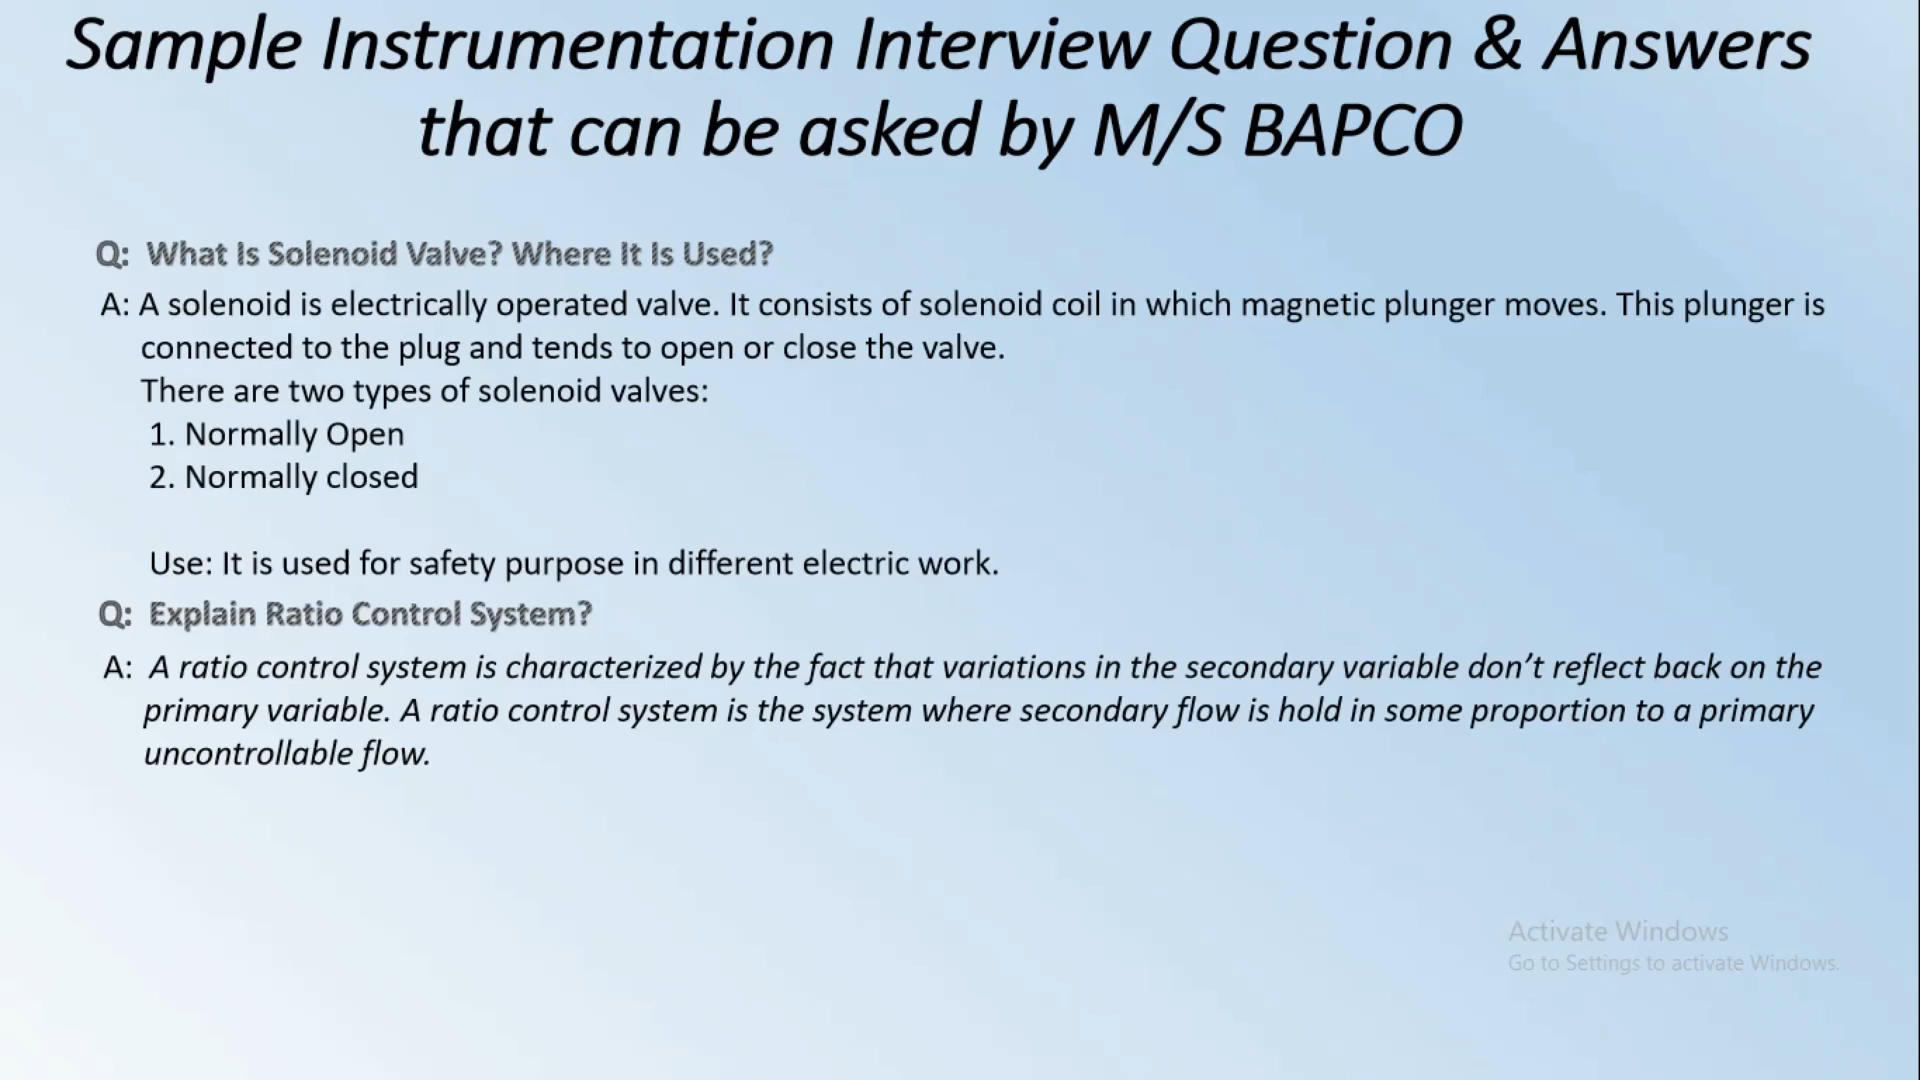 Sample Instrumentation Interview Question & Answers
that can be asked by M/S BAPCO
Q: What Is Solenoid Valve? Where It Is Used?
A: A solenoid is electrically operated valve. It consists of solenoid coil in which magnetic plunger moves. This plunger is
connected to the plug and tends to open or close the valve.
There are two types of solenoid valves:
1. Normally Open
2. Normally closed
Use: It is used for safety purpose in different electric work.
Q: Explain Ratio Control System?
A: A ratio control system is characterized by the fact that variations in the secondary variable don’t reflect back on the
primary variable. A ratio control system is the system where secondary flow is hold in some proportion to a primary
uncontrollable flow.
Activate Windows
Go to Settings to activate Windows.